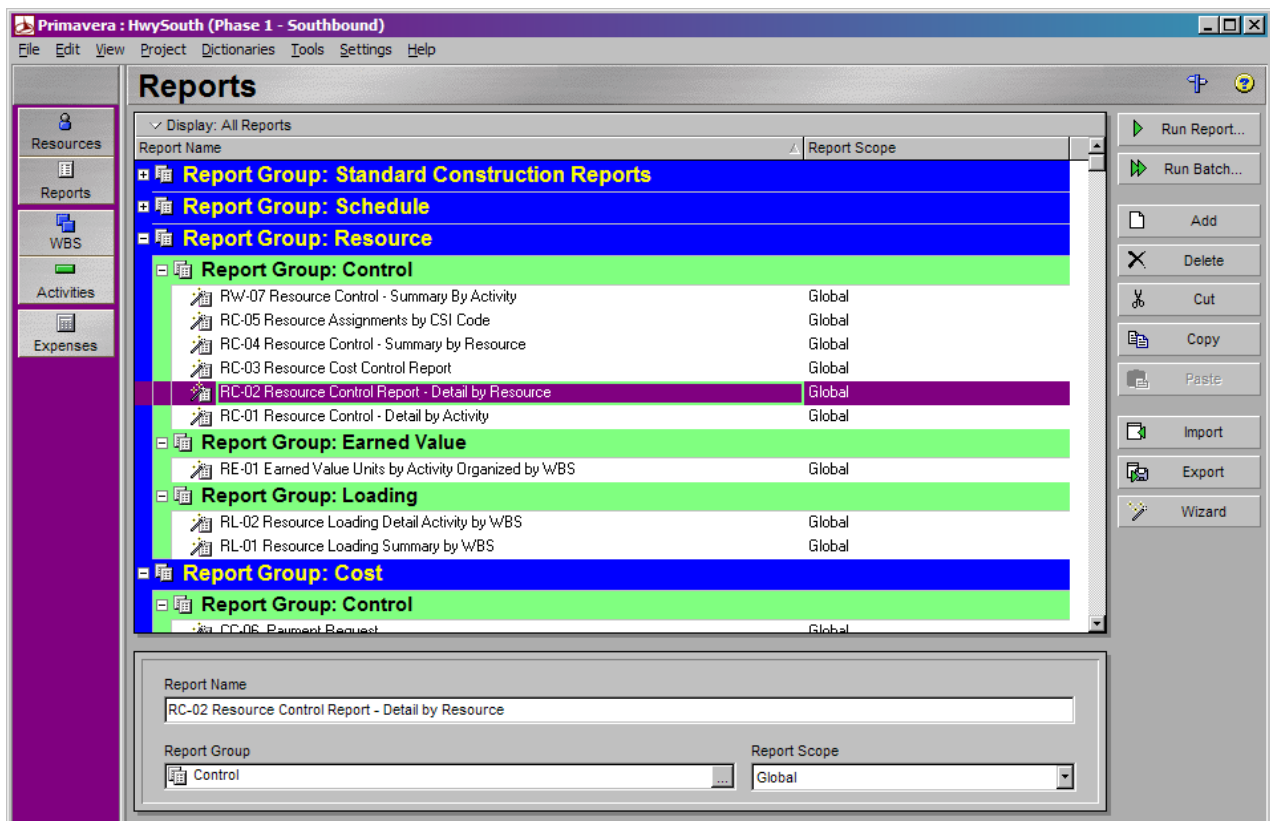 Primavera : HwySouth (Phase 1 - Southbound)
File Edit View Project Dictionaries Tools Settings Help
Reports
Resources
Reports
WBS
Activities
Expenses
Display: All Reports
Report Name Report Scope
Report Group: Standard Construction Reports
Report Group: Schedule
Report Group: Resource
Report Group: Control
RW-07 Resource Control - Summary By Activity Global
RC-05 Resource Assignments by CSI Code Global
RC-04 Resource Control - Summary by Resource Global
RC-03 Resource Cost Control Report Global
RC-02 Resource Control Report - Detail by Resource Global
RC-01 Resource Control - Detail by Activity Global
Report Group: Earned Value
RE-01 Earned Value Units by Activity Organized by WBS Global
Report Group: Loading
RL-02 Resource Loading Detail Activity by WBS Global
RL-01 Resource Loading Summary by WBS Global
Report Group: Cost
Report Group: Control
CC-06 Payment Request Global
Report Name
RC-02 Resource Control Report - Detail by Resource
Report Group Report Scope
Control ... Global
Run Report...
Run Batch...
Add
Delete
Cut
Copy
Paste
Import
Export
Wizard